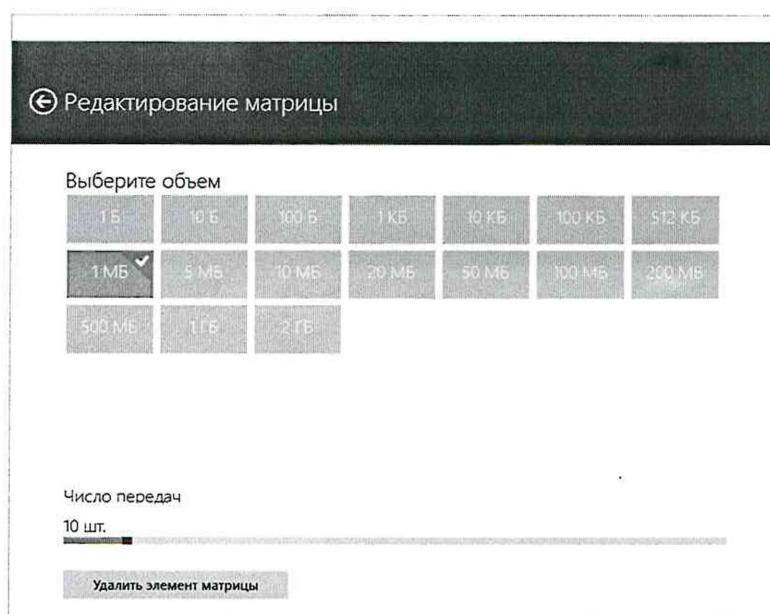 Редактирование матрицы
Выберите объем
1 Б 10 Б 100 Б 1 КБ 10 КБ 100 КБ 512 КБ
1 МБ 5 МБ 10 МБ 20 МБ 50 МБ 100 МБ 200 МБ
500 МБ 1 ГБ 2 ГБ
Число передач
10 шт.
Удалить элемент матрицы